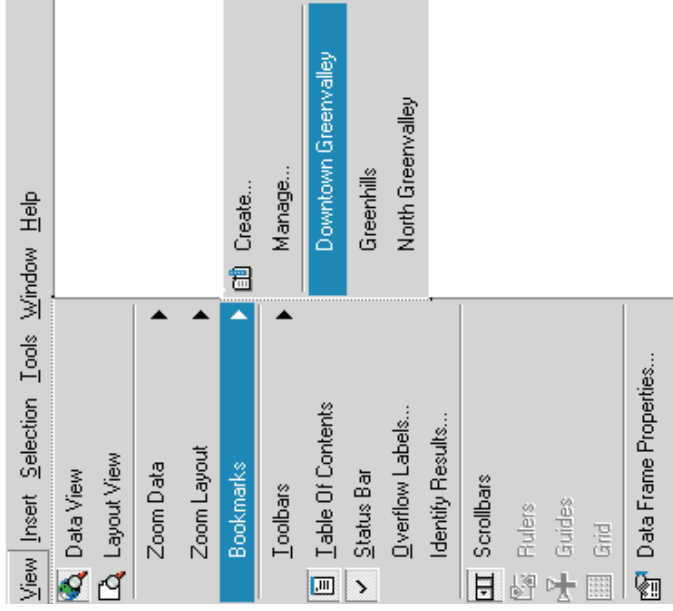 View Insert Selection Tools Window Help
Data View
Layout View
Zoom Data
Zoom Layout
Bookmarks
Toolbars
Table Of Contents
Status Bar
Overflow Labels...
Identify Results...
Scrollbars
Rulers
Guides
Grid
Data Frame Properties...
Create...
Manage...
Downtown Greenvalley
Greenhills
North Greenvalley